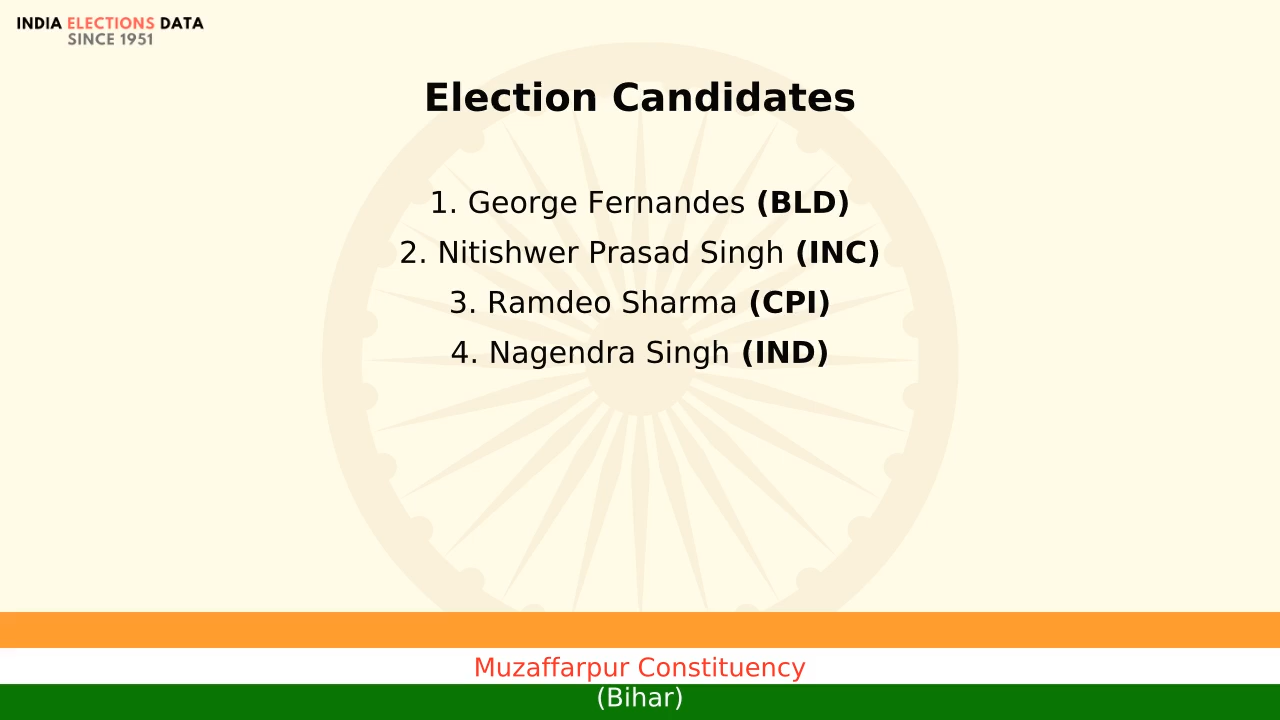 INDIA ELECTIONS DATA
SINCE 1951
Election Candidates
1. George Fernandes (BLD)
2. Nitishwer Prasad Singh (INC)
3. Ramdeo Sharma (CPI)
4. Nagendra Singh (IND)
Muzaffarpur Constituency
(Bihar)